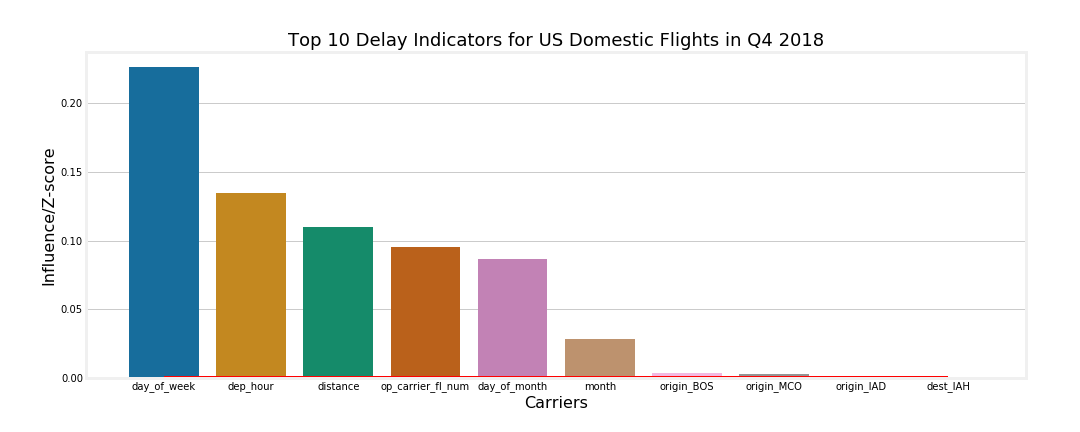 Top 10 Delay Indicators for US Domestic Flights in Q4 2018
Influence/Z-score
0.20
0.15
0.10
0.05
0.00
day_of_week dep_hour distance op_carrier_fl_num day_of_month month origin_BOS origin_MCO origin_IAD dest_IAH
Carriers